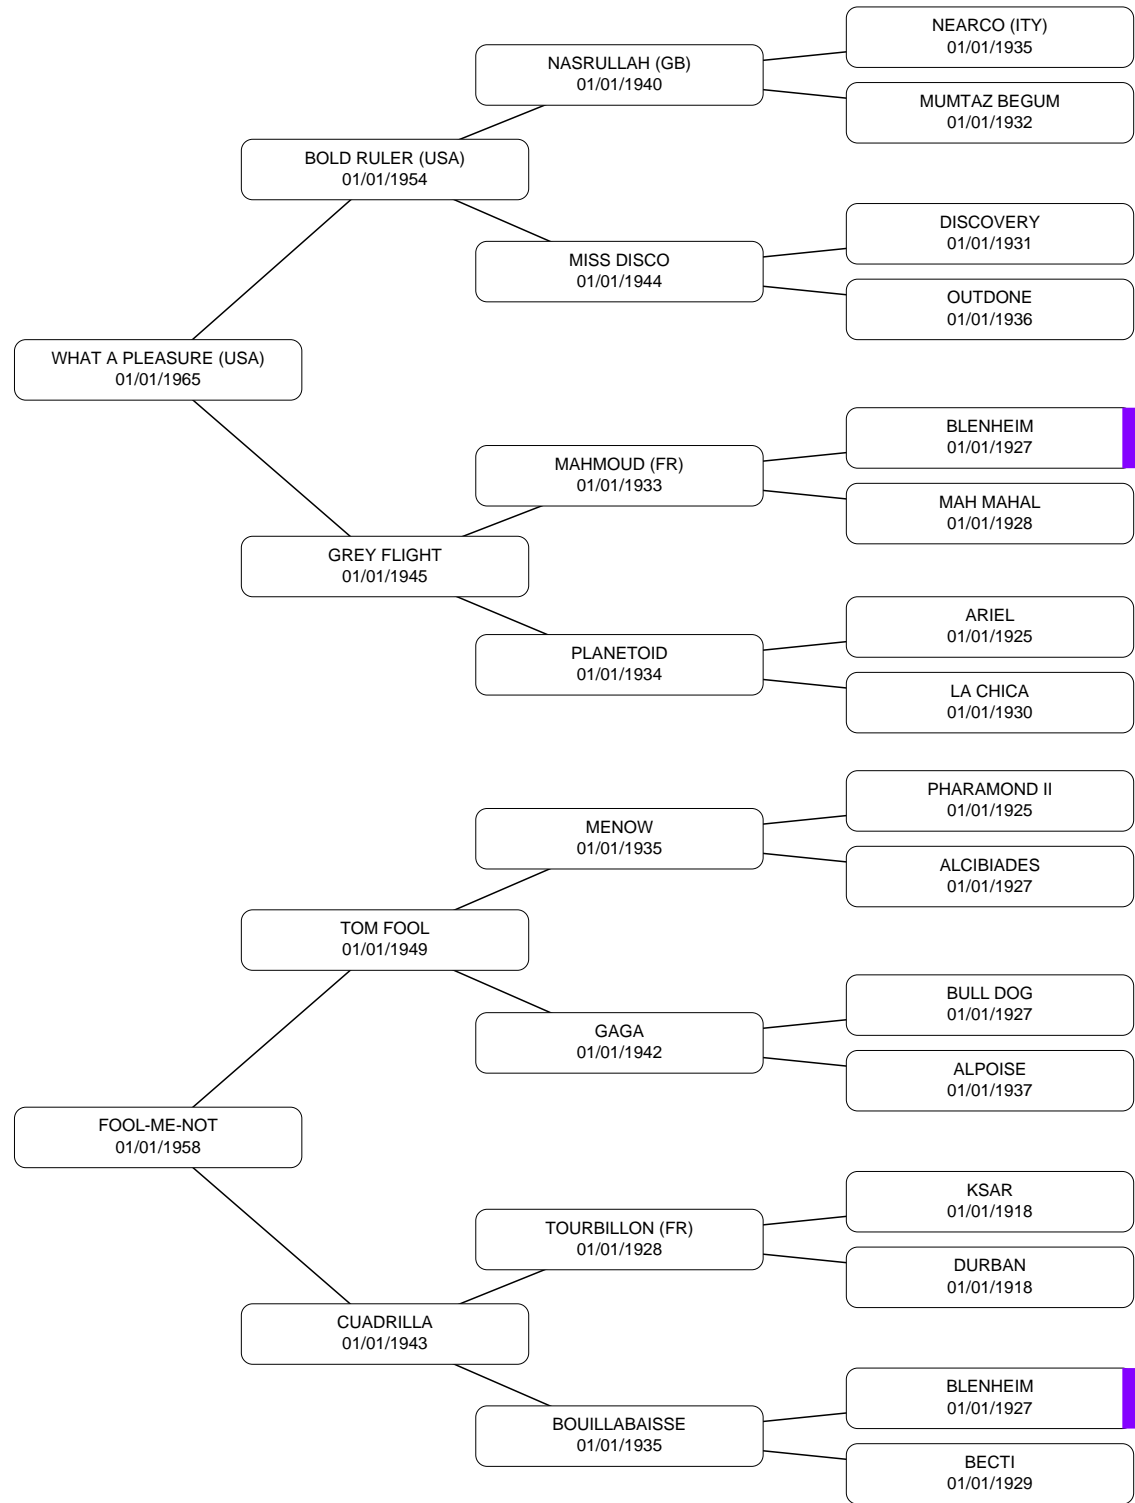 NEARCO (ITY)
01/01/1935
NASRULLAH (GB)
01/01/1940
MUMTAZ BEGUM
01/01/1932
BOLD RULER (USA)
01/01/1954
DISCOVERY
01/01/1931
MISS DISCO
01/01/1944
OUTDONE
01/01/1936
WHAT A PLEASURE (USA)
01/01/1965
BLENHEIM
01/01/1927
MAHMOUD (FR)
01/01/1933
MAH MAHAL
01/01/1928
GREY FLIGHT
01/01/1945
ARIEL
01/01/1925
PLANETOID
01/01/1934
LA CHICA
01/01/1930
PHARAMOND II
01/01/1925
MENOW
01/01/1935
ALCIBIADES
01/01/1927
TOM FOOL
01/01/1949
BULL DOG
01/01/1927
GAGA
01/01/1942
ALPOISE
01/01/1937
FOOL-ME-NOT
01/01/1958
KSAR
01/01/1918
TOURBILLON (FR)
01/01/1928
DURBAN
01/01/1918
CUADRILLA
01/01/1943
BLENHEIM
01/01/1927
BOUILLABAISSE
01/01/1935
BECTI
01/01/1929